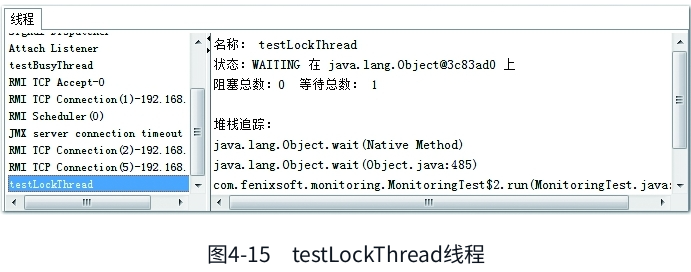 线程
Signal Dispatcher
Attach Listener
testBusyThread
RMI TCP Accept-0
RMI TCP Connection(1)-192.168.
RMI Scheduler(0)
JMX server connection timeout
RMI TCP Connection(2)-192.168.
RMI TCP Connection(5)-192.168.
testLockThread
名称: testLockThread
状态: WAITING 在 java.lang.Object@3c83ad0 上
阻塞总数: 0 等待总数: 1
堆栈追踪:
java.lang.Object.wait(Native Method)
java.lang.Object.wait(Object.java:485)
com.fenixsoft.monitoring.MonitoringTest$2.run(MonitoringTest.java:
图4-15 testLockThread线程